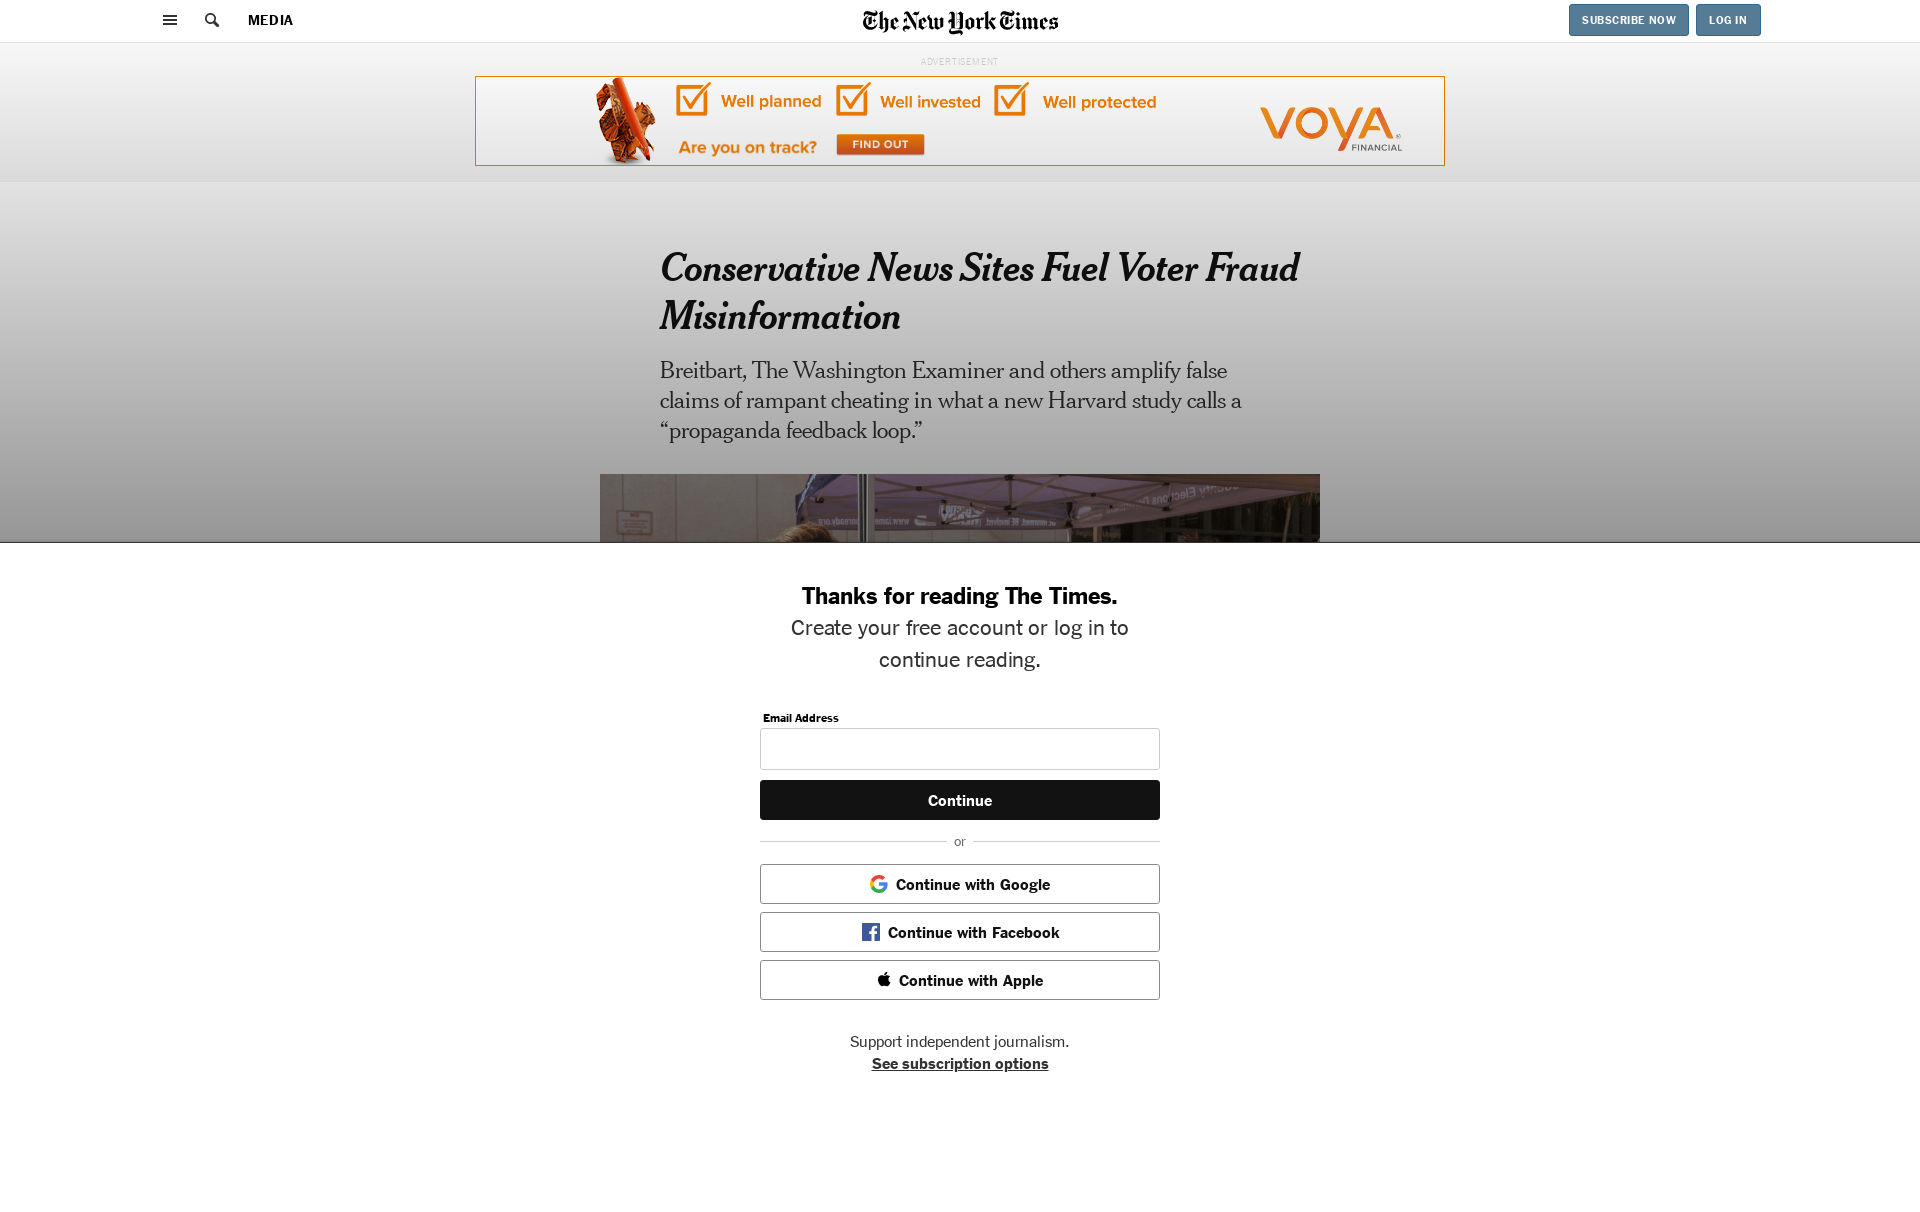 MEDIA
The New York Times
SUBSCRIBE NOW
LOG IN
ADVERTISEMENT
Well planned
Well invested
Well protected
Are you on track?
FIND OUT
VOYA
FINANCIAL
Conservative News Sites Fuel Voter Fraud
Misinformation
Breitbart, The Washington Examiner and others amplify false
claims of rampant cheating in what a new Harvard study calls a
“propaganda feedback loop.”
Thanks for reading The Times.
Create your free account or log in to
continue reading.
Email Address
Continue
or
Continue with Google
Continue with Facebook
Continue with Apple
Support independent journalism.
See subscription options